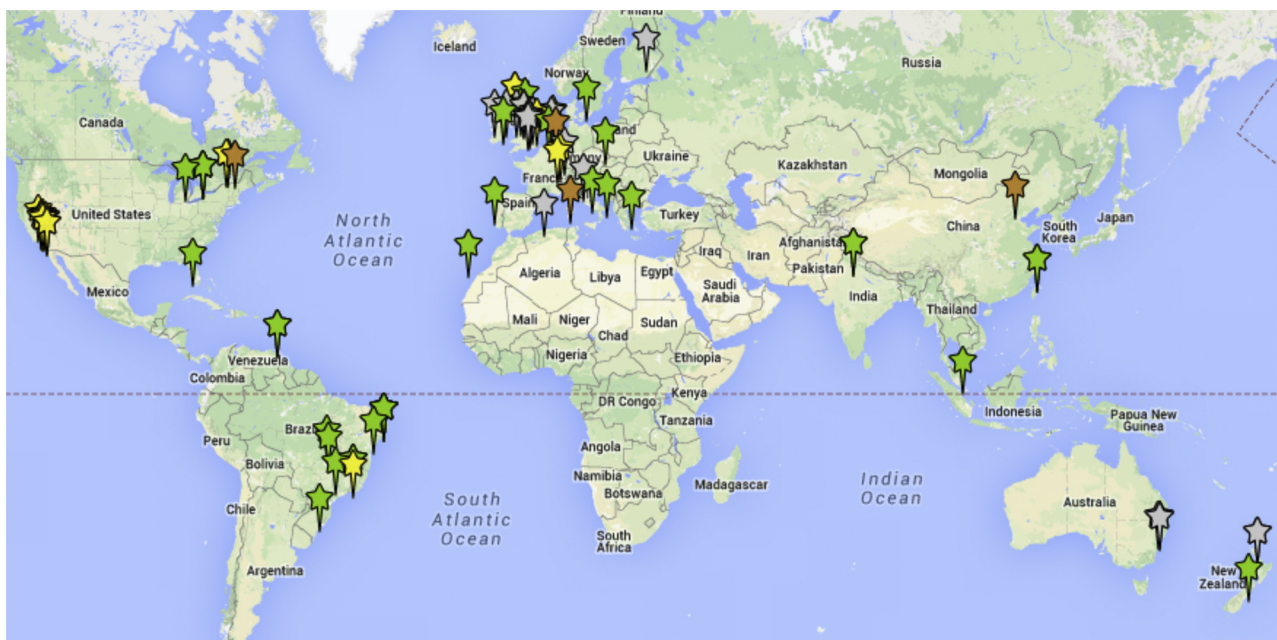 Finland
Iceland
Sweden
Norway
Russia
Canada
land
Ukraine
Kazakhstan
Mongolia
France
Spain
Turkey
United States
China
South
Korea
Japan
North
Atlantic
Ocean
Iraq
Iran
Afghanista
Pakistan
Algeria
Libya
Egypt
Saudi
Arabia
India
Mexico
Mali
Niger
Chad
Sudan
Thailand
Nigeria
Ethiopia
Venezuela
Colombia
DR Congo
Kenya
Tanzania
Indonesia
Papua New
Guinea
Brazi
Peru
Bolivia
Angola
Namibia
Botswana
Madagascar
Indian
Ocean
South
Atlantic
Ocean
Chile
South
Africa
Australia
Argentina
New
Zealand